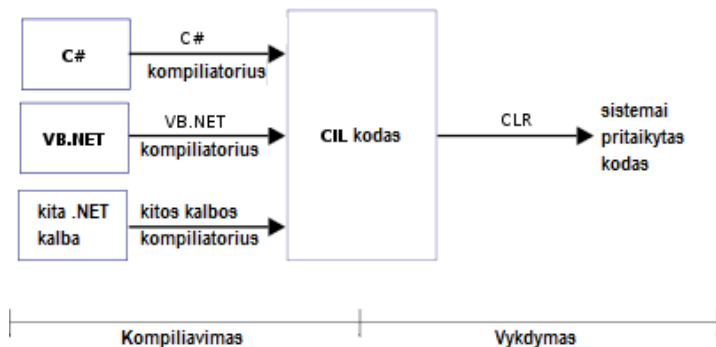 C#
C#
kompiliatorius
VB.NET
VB.NET
kompiliatorius
kita .NET
kalba
kitos kalbos
kompiliatorius
CIL kodas
CLR
sistemai
pritaikytas
kodas
Kompiliavimas
Vykdymas